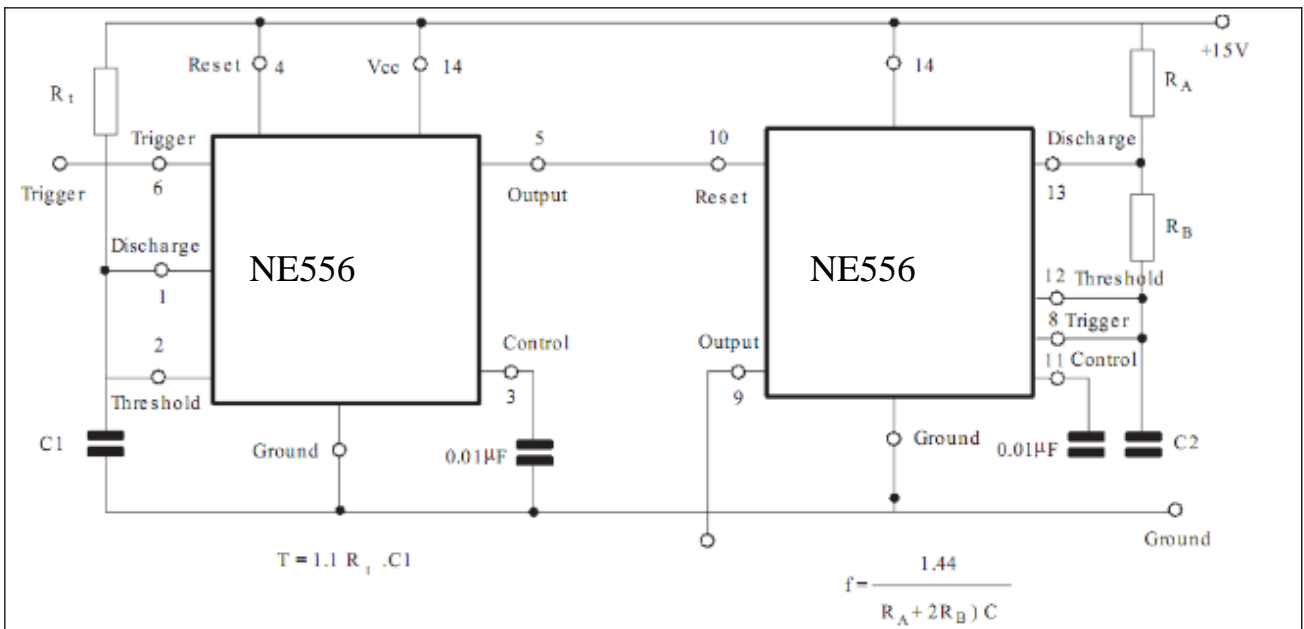 +15V
Reset 4
Vcc 14
14
R t
R A
Trigger
6
Trigger
5
Output
10
Reset
Discharge
13
R B
Discharge
1
NE556
NE556
12 Threshold
8 Trigger
11 Control
2
Threshold
Control
3
Output
9
C1
Ground
0.01µF
Ground
0.01µF
C2
Ground
T = 1.1 R t .C1
f = 1.44
R A + 2R B ) C